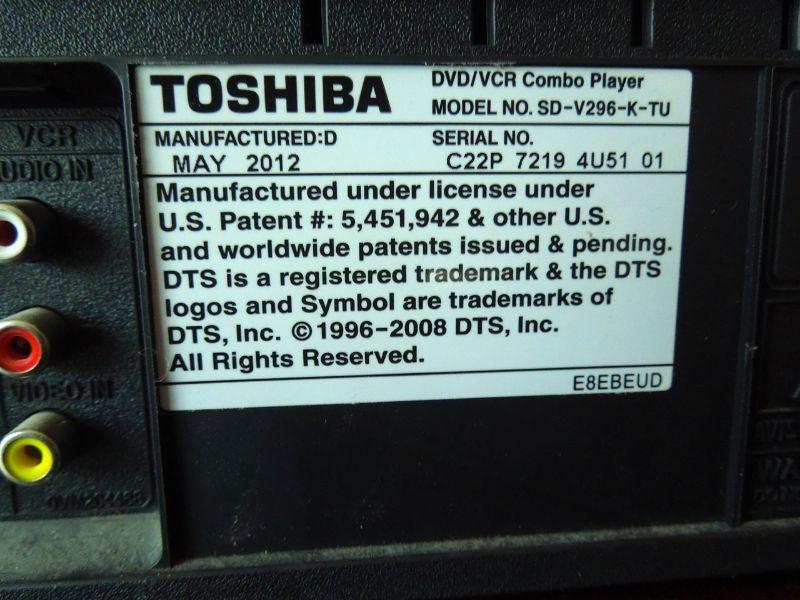 TOSHIBA
DVD/VCR Combo Player
MODEL NO. SD-V296-K-TU
MANUFACTURED:D
MAY 2012
SERIAL NO.
C22P 7219 4U51 01
Manufactured under license under
U.S. Patent #: 5,451,942 & other U.S.
and worldwide patents issued & pending.
DTS is a registered trademark & the DTS
logos and Symbol are trademarks of
DTS, Inc. ©1996-2008 DTS, Inc.
All Rights Reserved.
E8EBEUD
VCR
UDIO IN
VIDEO IN